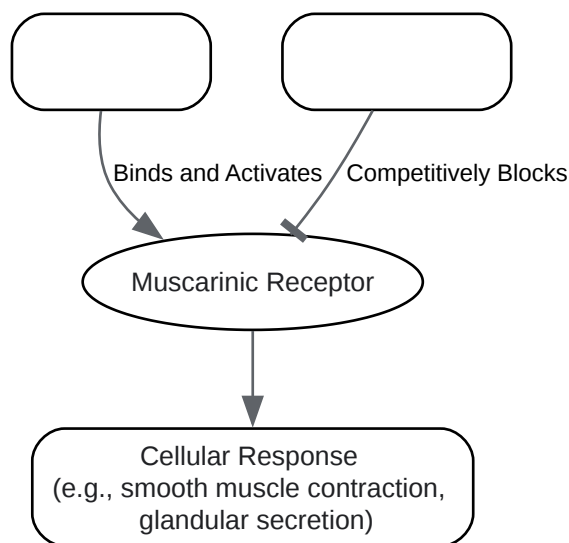 Binds and Activates
Competitively Blocks
Muscarinic Receptor
Cellular Response
(e.g., smooth muscle contraction,
glandular secretion)